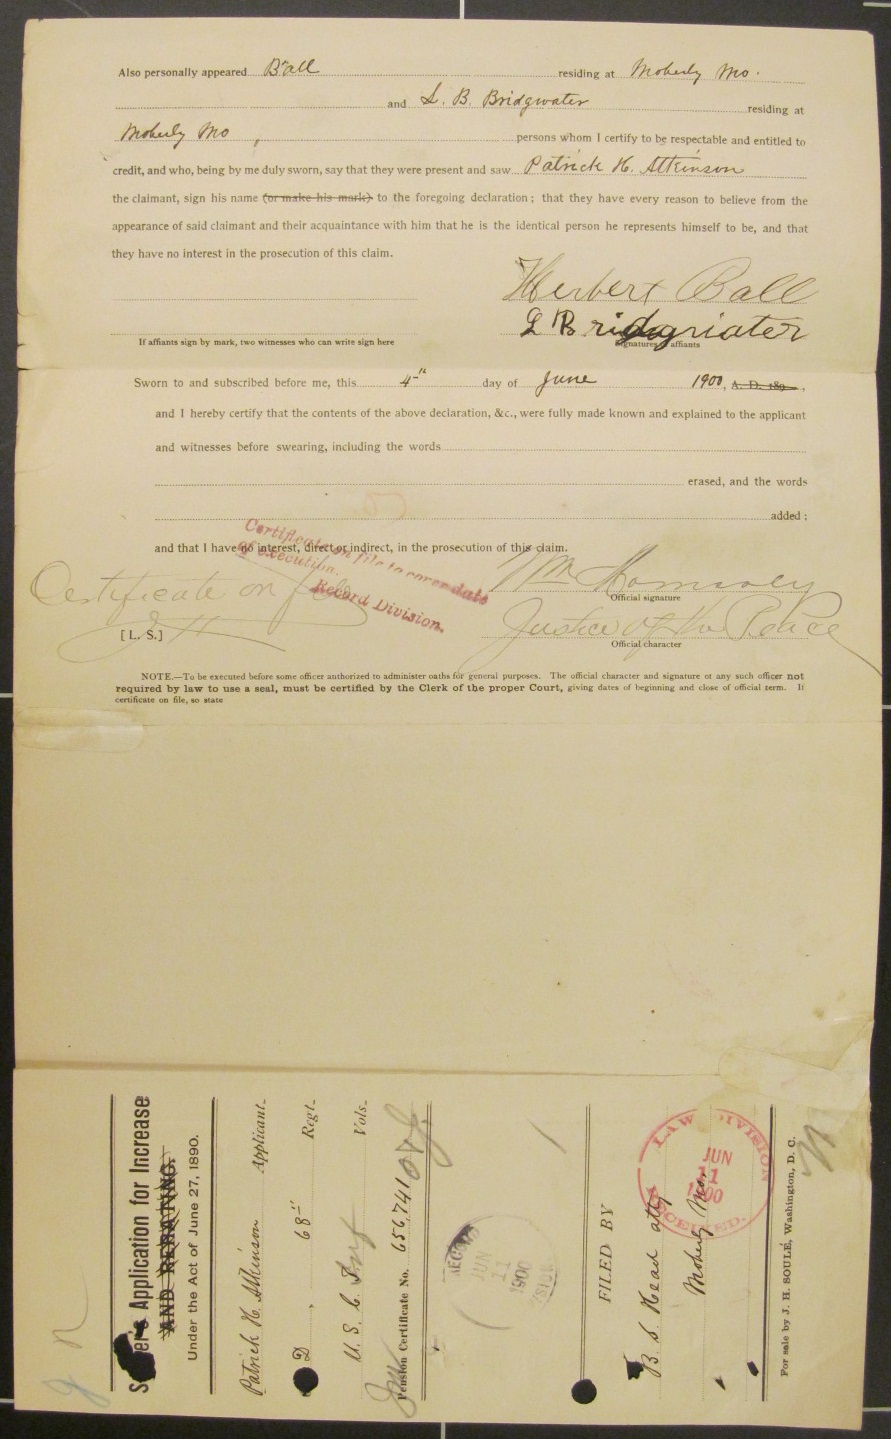 Also personally appeared Ball residing at Moberly Mo.
and L. B. Bridgwater residing at
Moberly Mo, persons whom I certify to be respectable and entitled to
credit, and who, being by me duly sworn, say that they were present and saw Patrick H. Atkinson
the claimant, sign his name (or make his mark) to the foregoing declaration; that they have every reason to believe from the
appearance of said claimant and their acquaintance with him that he is the identical person he represents himself to be, and that
they have no interest in the prosecution of this claim.
Herbert Ball
L B Bridgwater
If affiants sign by mark, two witnesses who can write sign here
Signatures of affiants
Sworn to and subscribed before me, this 4th day of June 1900, A. D. 189 ,
and I hereby certify that the contents of the above declaration, &c., were fully made known and explained to the applicant
and witnesses before swearing, including the words
erased, and the words
added;
and that I have no interest, direct or indirect, in the prosecution of this claim.
Certificate on file to cover date
of execution.
Record Division.
Certificate on file
Wm
Official signature
[L. S.]
Justice of the Peace
Official character
NOTE.—To be executed before some officer authorized to administer oaths for general purposes. The official character and signature of any such officer not
required by law to use a seal, must be certified by the Clerk of the proper Court, giving dates of beginning and close of official term. If
certificate on file, so state
Soldier's Application for Increase
AND RERATING.
Under the Act of June 27, 1890.
Patrick H. Atkinson Applicant.
D, 68" Regt.
U. S. C. Inf Vols.
Pension Certificate No. 656,741
RECORD
JUN
11
1900
DIVISION
FILED BY
B. S. Head atty
Moberly Mo.
LAW DIVISION
JUN
11
1900
RECEIVED.
For sale by J. H. SOULÉ, Washington, D. C.